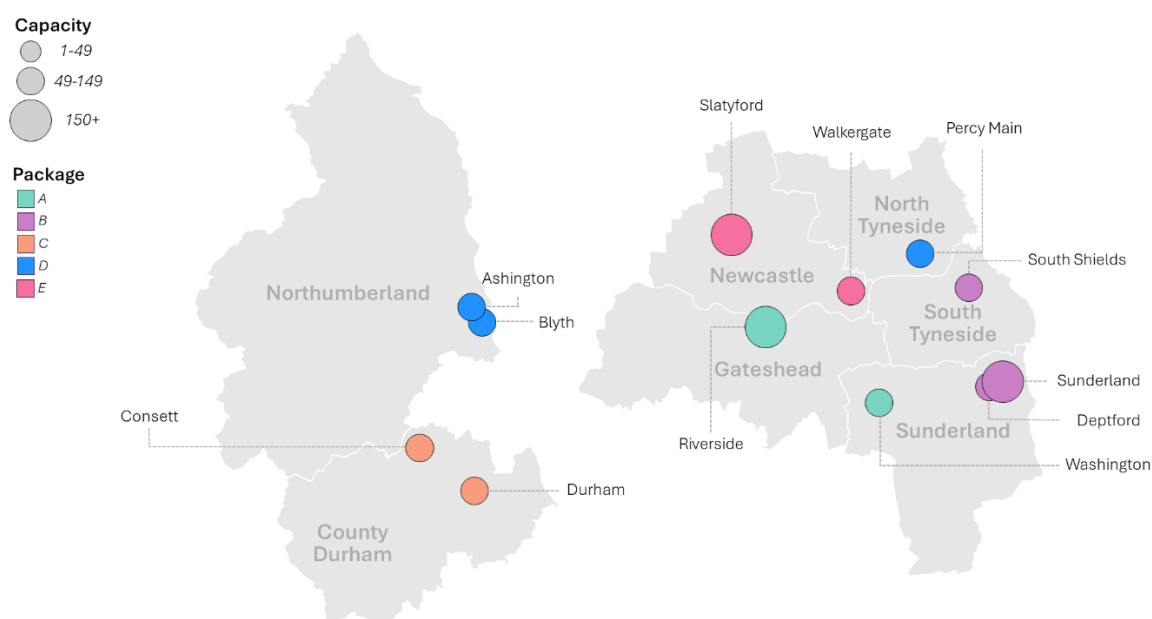 Capacity
1-49
49-149
150+
Package
A
B
C
D
E
Northumberland
Ashington
Blyth
Consett
Durham
County
Durham
Slatyford
Walkergate
Percy Main
North
Tyneside
Newcastle
South Shields
South
Tyneside
Gateshead
Sunderland
Deptford
Sunderland
Riverside
Washington